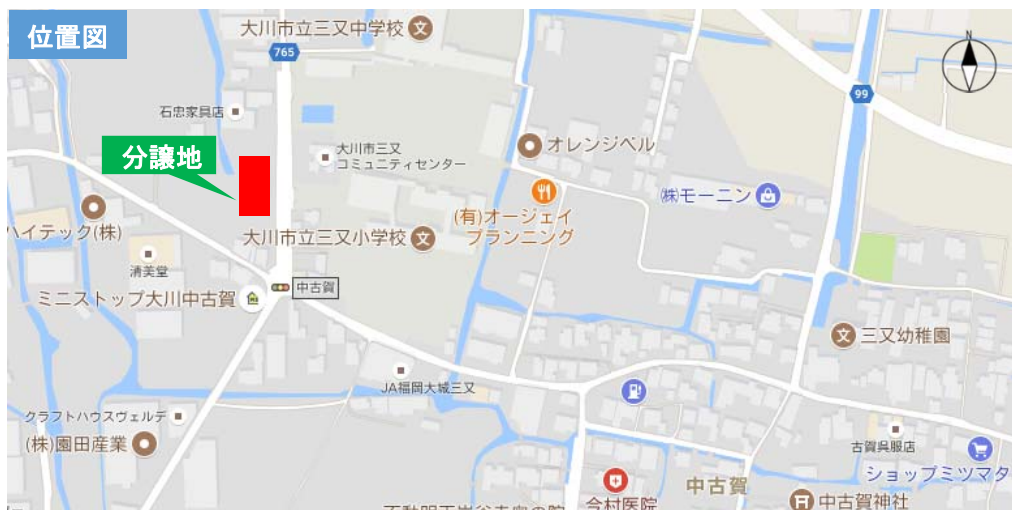 位置図
大川市立三又中学校
765
N
99
石忠家具店
大川市三又
コミュニティセンター
オレンジベル
分譲地
(有)オージェイ
プランニング
㈱モーニン
ハイテック(株)
大川市立三又小学校
清美堂
ミニストップ大川中古賀
中古賀
三又幼稚園
JA福岡大城三又
クラフトハウスヴェルデ
(株)園田産業
古賀呉服店
ショップミツマタ
今村医院
中古賀
中古賀神社